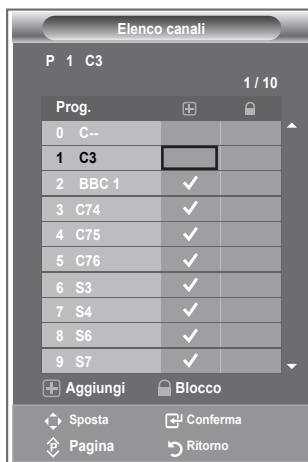 Elenco canali
P 1 C3
1 / 10
Prog.
0 C--
1 C3
2 BBC 1
3 C74
4 C75
5 C76
6 S3
7 S4
8 S6
9 S7
Aggiungi Blocco
Sposta Conferma
Pagina Ritorno